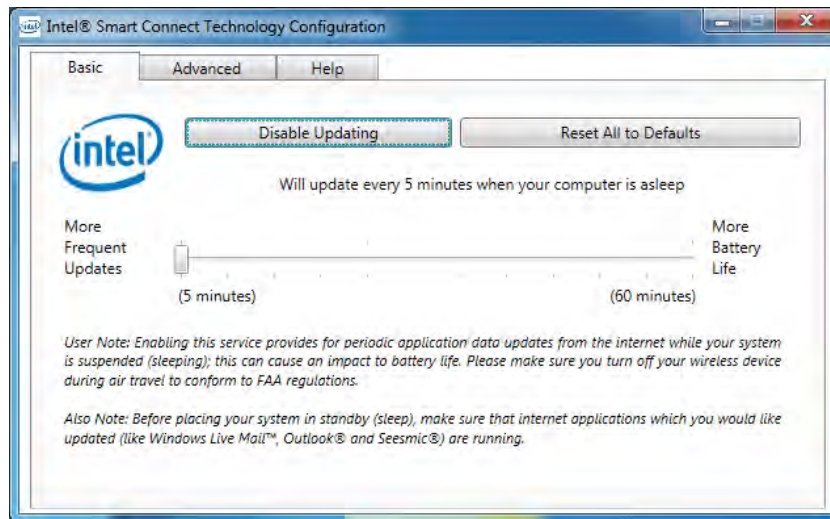 Intel® Smart Connect Technology Configuration
Basic Advanced Help
intel
Disable Updating Reset All to Defaults
Will update every 5 minutes when your computer is asleep
More
Frequent
Updates
More
Battery
Life
(5 minutes) (60 minutes)
User Note: Enabling this service provides for periodic application data updates from the internet while your system
is suspended (sleeping); this can cause an impact to battery life. Please make sure you turn off your wireless device
during air travel to conform to FAA regulations.
Also Note: Before placing your system in standby (sleep), make sure that internet applications which you would like
updated (like Windows Live Mail™, Outlook® and Seesmic®) are running.